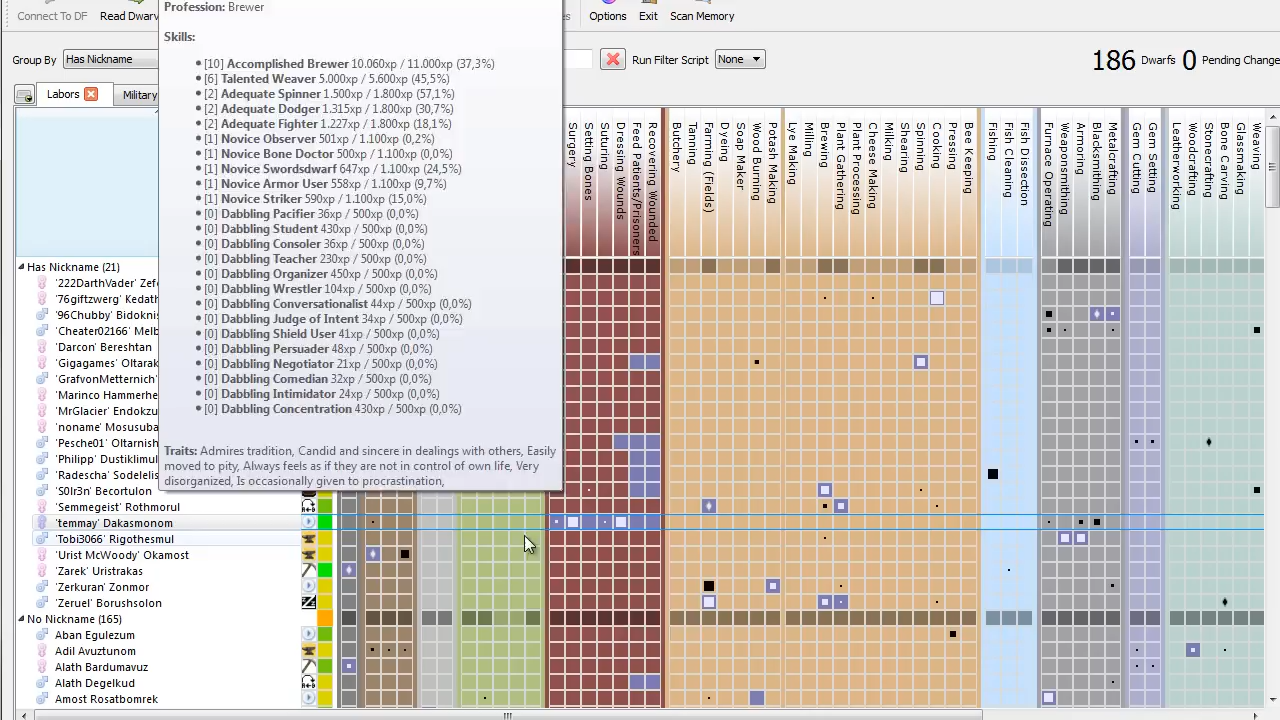 Profession: Brewer
Connect To DF Read Dwarv es Options Exit Scan Memory
Skills:
Group By Has Nickname Run Filter Script None 186 Dwarfs 0 Pending Change
Labors Military
• [10] Accomplished Brewer 10.060xp / 11.000xp (37,3%)
• [6] Talented Weaver 5.000xp / 5.600xp (45,5%)
• [2] Adequate Spinner 1.500xp / 1.800xp (57,1%)
• [2] Adequate Dodger 1.315xp / 1.800xp (30,7%)
• [2] Adequate Fighter 1.227xp / 1.800xp (18,1%)
• [1] Novice Observer 501xp / 1.100xp (0,2%)
• [1] Novice Bone Doctor 500xp / 1.100xp (0,0%)
• [1] Novice Swordsdwarf 647xp / 1.100xp (24,5%)
• [1] Novice Armor User 558xp / 1.100xp (9,7%)
• [1] Novice Striker 590xp / 1.100xp (15,0%)
• [0] Dabbling Pacifier 36xp / 500xp (0,0%)
• [0] Dabbling Student 430xp / 500xp (0,0%)
• [0] Dabbling Consoler 36xp / 500xp (0,0%)
• [0] Dabbling Teacher 230xp / 500xp (0,0%)
• [0] Dabbling Organizer 450xp / 500xp (0,0%)
• [0] Dabbling Wrestler 104xp / 500xp (0,0%)
• [0] Dabbling Conversationalist 44xp / 500xp (0,0%)
• [0] Dabbling Judge of Intent 34xp / 500xp (0,0%)
• [0] Dabbling Shield User 41xp / 500xp (0,0%)
• [0] Dabbling Persuader 48xp / 500xp (0,0%)
• [0] Dabbling Negotiator 21xp / 500xp (0,0%)
• [0] Dabbling Comedian 32xp / 500xp (0,0%)
• [0] Dabbling Intimidator 24xp / 500xp (0,0%)
• [0] Dabbling Concentration 430xp / 500xp (0,0%)
Traits: Admires tradition, Candid and sincere in dealings with others, Easily
moved to pity, Always feels as if they are not in control of own life, Very
disorganized, Is occasionally given to procrastination,
Surgery
Setting Bones
Suturing
Dressing Wounds
Feed Patients/Prisoners
Recovering Wounded
Butchery
Tanning
Farming (Fields)
Dyeing
Soap Maker
Wood Burning
Potash Making
Lye Making
Milling
Brewing
Plant Gathering
Plant Processing
Cheese Making
Milking
Shearing
Spinning
Cooking
Pressing
Bee Keeping
Fishing
Fish Cleaning
Fish Dissection
Furnace Operating
Weaponsmithing
Armoring
Blacksmithing
Metalcrafting
Gem Cutting
Gem Setting
Leatherworking
Woodcrafting
Stonecrafting
Bone Carving
Glassmaking
Weaving
Has Nickname (21)
'222DarthVader' Zefo
'76giftzwerg' Kedath
'96Chubby' Bidokni
'Cheater02166' Melb
'Darcon' Bereshtan
'Gigagames' Oltarak
'GrafvonMetternich'
'Marinco Hammerhe
'MrGlacier' Endokzu
'noname' Mosusuba
'Pesche01' Oltarnish
'Philipp' Dustiklimul
'Radescha' Sodelelis
'S0lr3n' Becortulon
'Semmegeist' Rothmorul
'temmay' Dakasmonom
'Tobi3066' Rigothesmul
'Urist McWoody' Okamost
'Zarek' Uristrakas
'Zerkuran' Zonmor
'Zeruel' Borushsolon
No Nickname (165)
Aban Egulezum
Adil Avuztunom
Alath Bardumavuz
Alath Degelkud
Amost Rosatbomrek